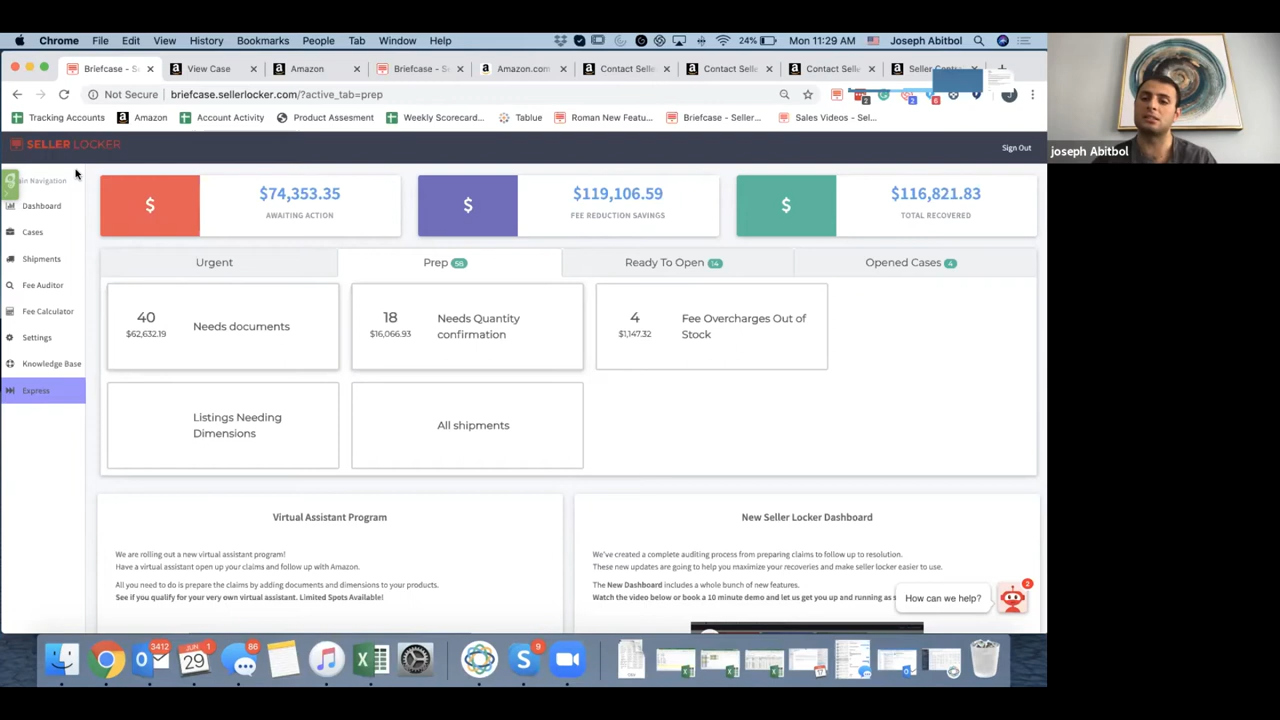 Chrome File Edit View History Bookmarks People Tab Window Help 24% Mon 11:29 AM Joseph Abitbol
Briefcase - S View Case Amazon Briefcase - S Amazon.com Contact Selle Contact Selle Contact Selle
Not Secure briefcase.sellerlocker.com/?active_tab=prep
Tracking Accounts Amazon Account Activity Product Assesment Weekly Scorecard... Tablue Roman New Featu... Briefcase - Seller... Sales Videos - Sel...
joseph Abitbol
SELLER LOCKER Sign Out
Navigation
Dashboard
Cases
Shipments
Fee Auditor
Fee Calculator
Settings
Knowledge Base
Express
$ $74,353.35
AWAITING ACTION
$ $119,106.59
FEE REDUCTION SAVINGS
$ $116,821.83
TOTAL RECOVERED
Urgent Prep 58 Ready To Open 14 Opened Cases 4
40
$62,632.19
Needs documents
18
$16,066.93
Needs Quantity
confirmation
4
$1,147.32
Fee Overcharges Out of
Stock
Listings Needing
Dimensions
All shipments
Virtual Assistant Program
We are rolling out a new virtual assistant program!
Have a virtual assistant open up your claims and follow up with Amazon.
All you need to do is prepare the claims by adding documents and dimensions to your products.
See if you qualify for your very own virtual assistant. Limited Spots Available!
New Seller Locker Dashboard
We've created a complete auditing process from preparing claims to follow up to resolution.
These new updates are going to help you maximize your recoveries and make seller locker easier to use.
The New Dashboard includes a whole bunch of new features.
Watch the video below or book a 10 minute demo and let us get you up and running as
How can we help? 2
3412 JUN 29 1 86 9 17